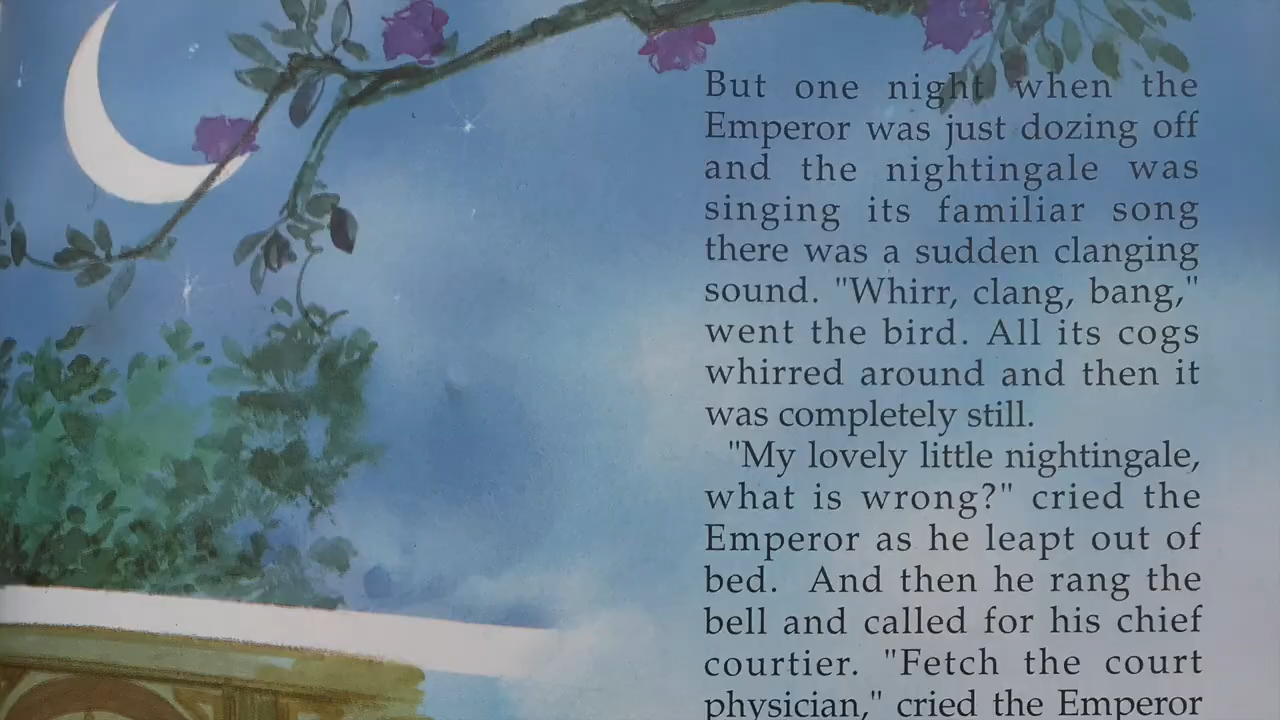 But one night when the
Emperor was just dozing off
and the nightingale was
singing its familiar song
there was a sudden clanging
sound. "Whirr, clang, bang,"
went the bird. All its cogs
whirred around and then it
was completely still.
"My lovely little nightingale,
what is wrong?" cried the
Emperor as he leapt out of
bed. And then he rang the
bell and called for his chief
courtier. "Fetch the court
physician," cried the Emperor